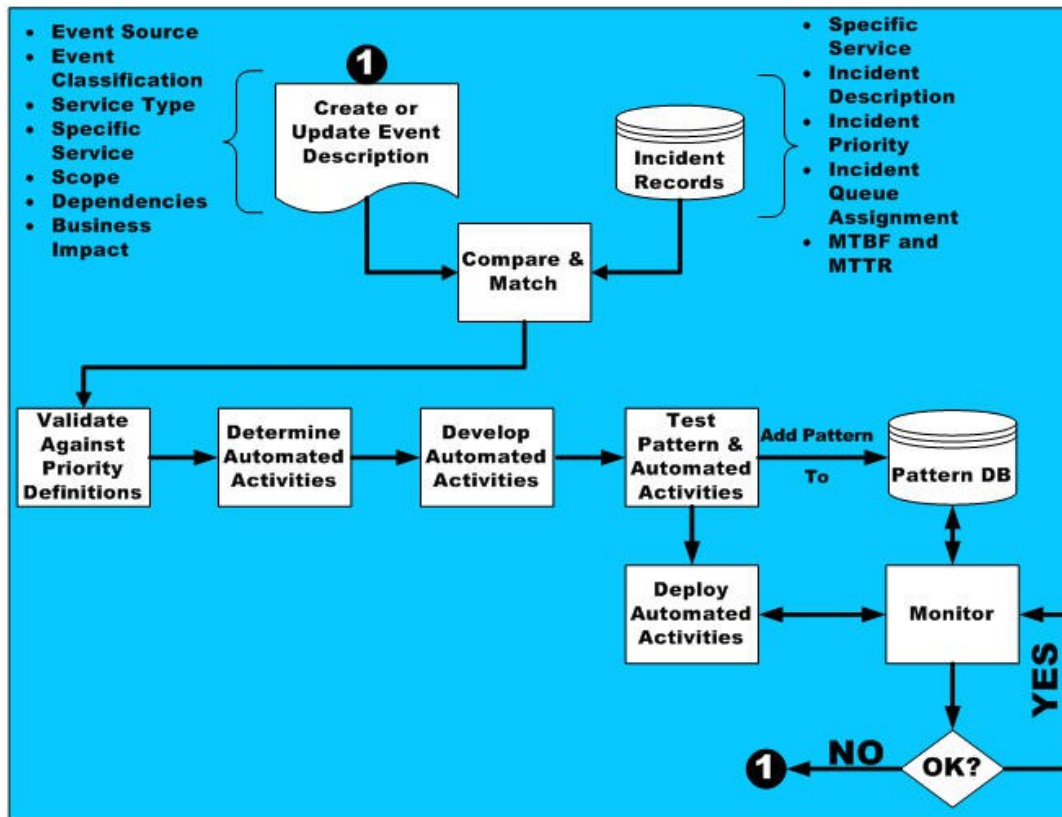 • Event Source
• Event
Classification
• Service Type
• Specific
Service
• Scope
• Dependencies
• Business
Impact
1
Create or
Update Event
Description
Incident
Records
• Specific
Service
• Incident
Description
• Incident
Priority
• Incident
Queue
Assignment
• MTBF and
MTTR
Compare &
Match
Validate
Against
Priority
Definitions
Determine
Automated
Activities
Develop
Automated
Activities
Test
Pattern &
Automated
Activities
Add Pattern
To
Pattern DB
Deploy
Automated
Activities
Monitor
YES
OK?
NO
1